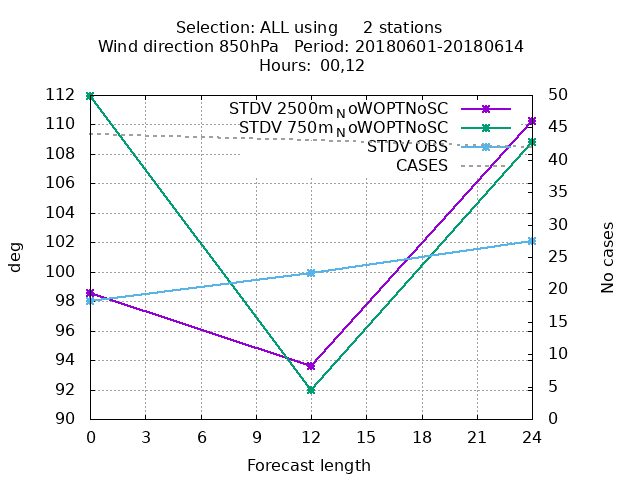 Selection: ALL using     2 stations
Wind direction 850hPa   Period: 20180601-20180614
Hours:  00,12
STDV 2500mNoWOPTNoSC
STDV 750mNoWOPTNoSC
STDV OBS
CASES
112
110
108
106
104
102
100
98
96
94
92
90
50
45
40
35
30
25
20
15
10
5
0
deg
No cases
0 3 6 9 12 15 18 21 24
Forecast length